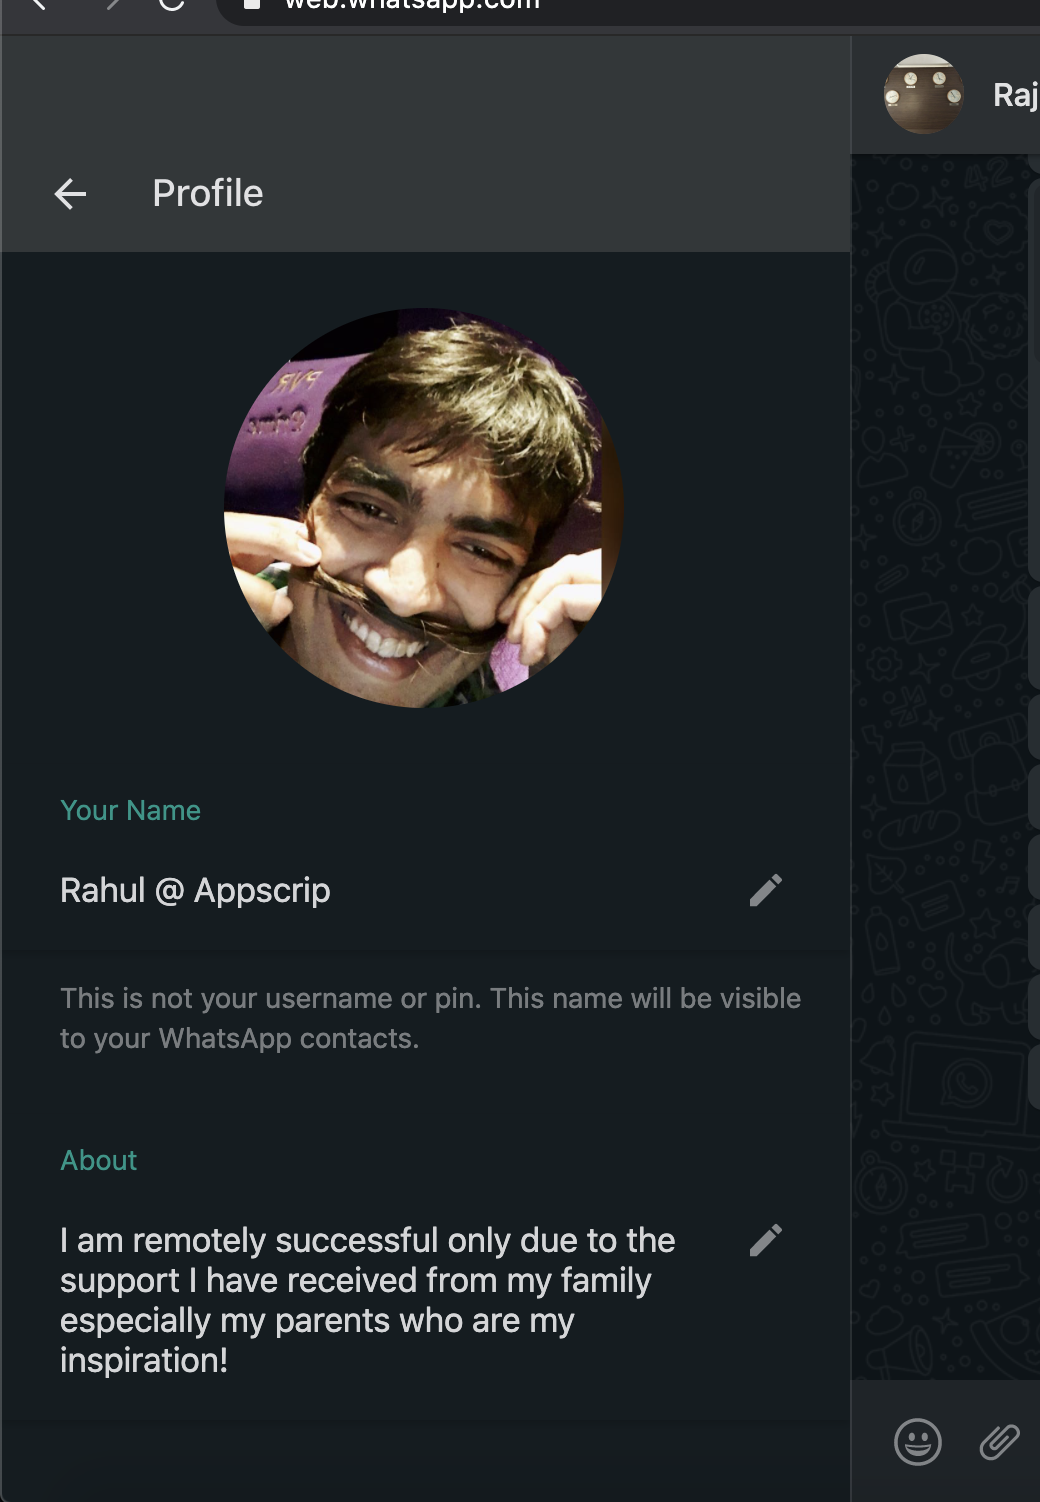 web.whatsapp.com
Raj
Profile
PVR
Your Name
Rahul @ Appscrip
This is not your username or pin. This name will be visible
to your WhatsApp contacts.
About
I am remotely successful only due to the
support I have received from my family
especially my parents who are my
inspiration!